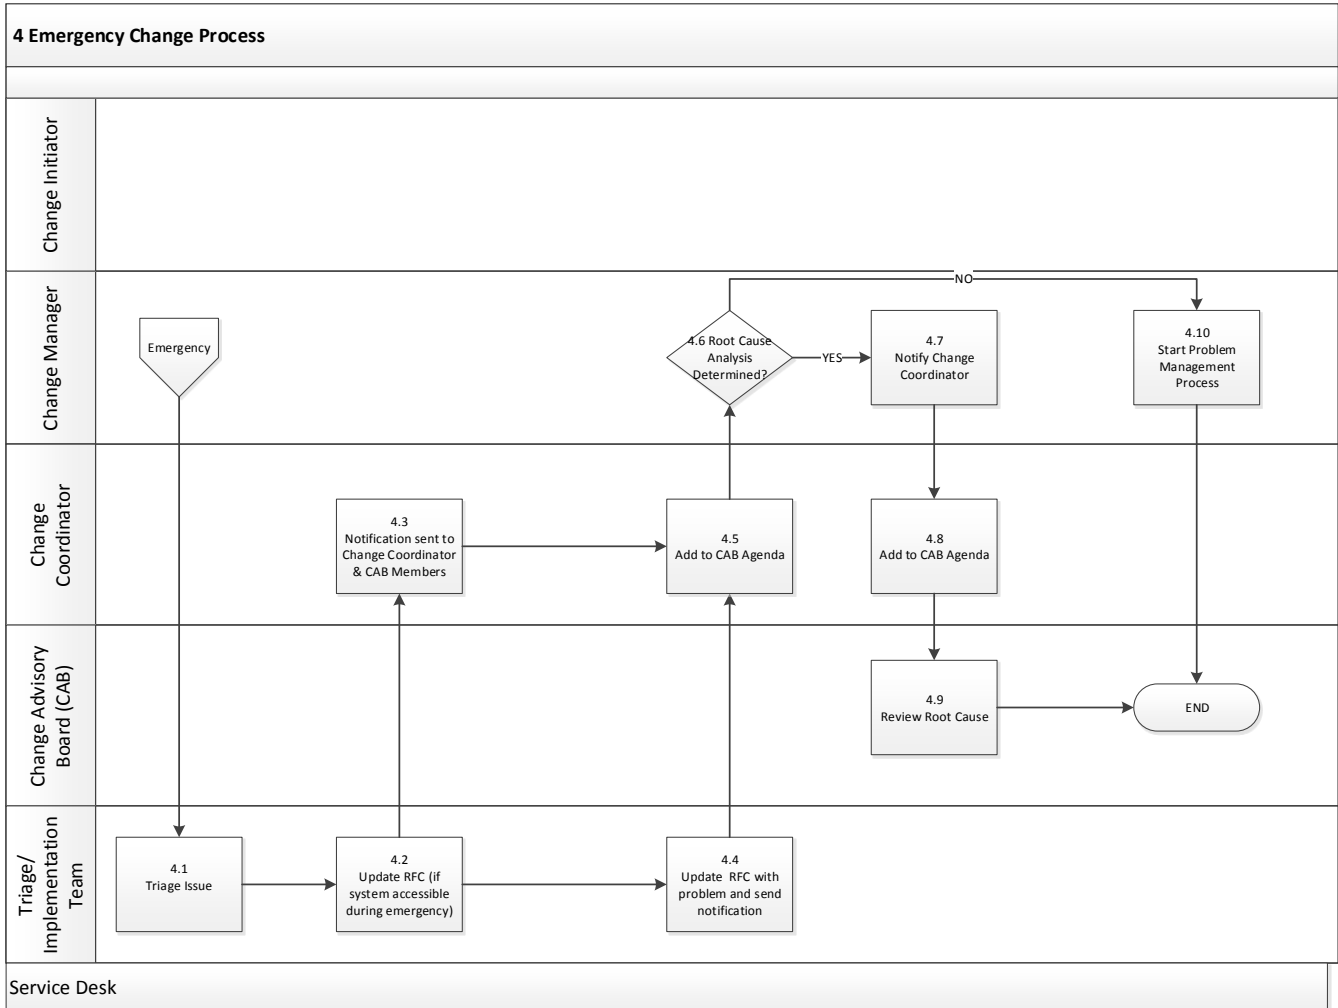 4 Emergency Change Process
Change Initiator
Change Manager
Emergency
4.6 Root Cause
Analysis
Determined?
YES
NO
4.7
Notify Change
Coordinator
4.10
Start Problem
Management
Process
Change
Coordinator
4.3
Notification sent to
Change Coordinator
& CAB Members
4.5
Add to CAB Agenda
4.8
Add to CAB Agenda
Change Advisory
Board (CAB)
4.9
Review Root Cause
END
Triage/
Implementation
Team
4.1
Triage Issue
4.2
Update RFC (if
system accessible
during emergency)
4.4
Update RFC with
problem and send
notification
Service Desk